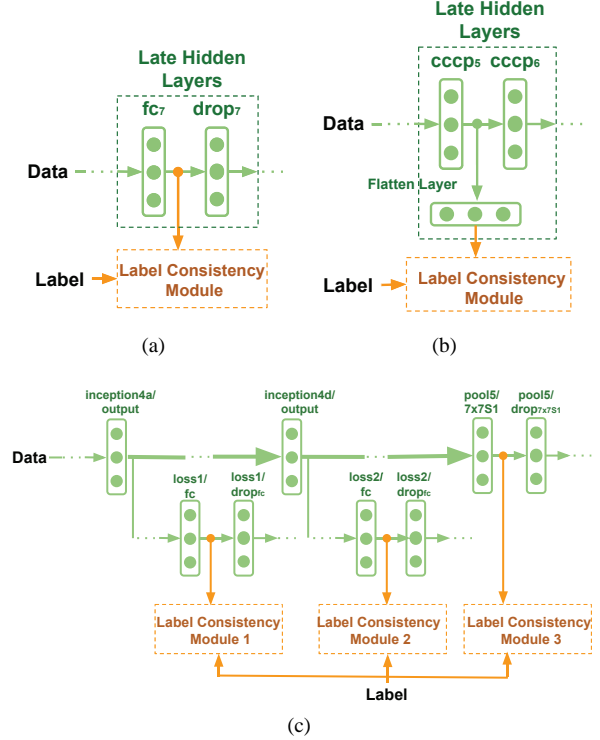 Late Hidden
Layers
fc7
drop7
Data
Label
Label Consistency
Module
(a)
Late Hidden
Layers
cccp5
cccp6
Data
Flatten Layer
Label
Label Consistency
Module
(b)
inception4a/
output
inception4d/
output
pool5/
7x7S1
pool5/
drop7x7S1
Data
loss1/
fc
loss1/
dropfc
loss2/
fc
loss2/
dropfc
Label Consistency
Module 1
Label Consistency
Module 2
Label Consistency
Module 3
Label
(c)